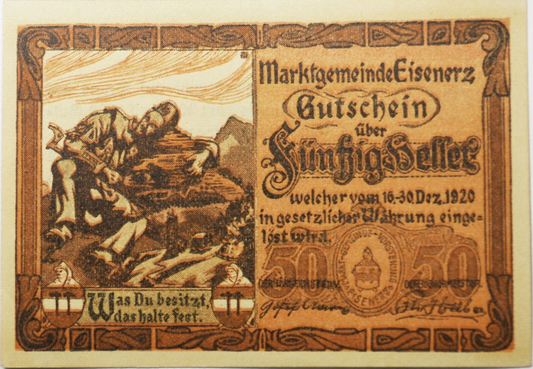 Marktgemeinde Eisenerz
Gutschein
über
Fünfzig Heller
welcher vom 16.-30. Dez. 1920
in gesetzlicher Währung einge=
löst wird.
50 50
Was Du besitzt,
das halte fest.